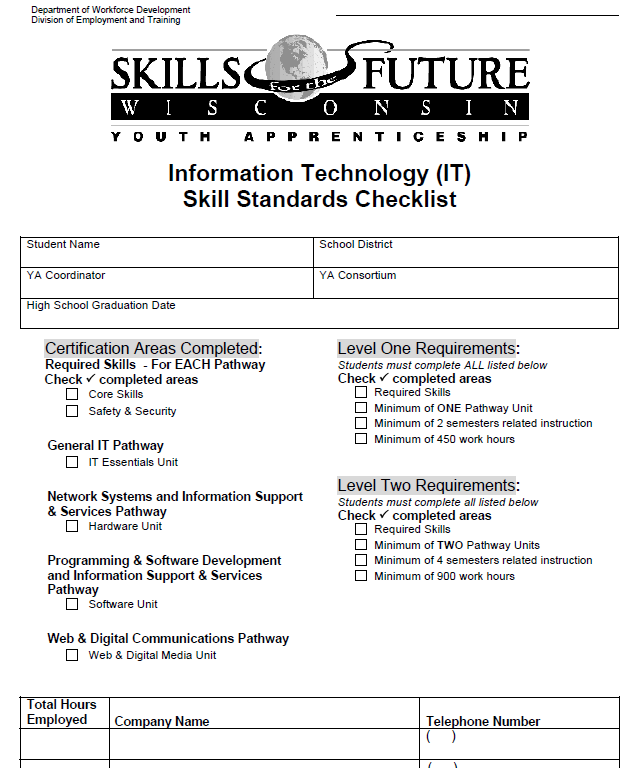 Department of Workforce Development
Division of Employment and Training
SKILLS for the FUTURE
WISCONSIN
YOUTH APPRENTICESHIP
Information Technology (IT)
Skill Standards Checklist
Student Name
School District
YA Coordinator
YA Consortium
High School Graduation Date
Certification Areas Completed:
Required Skills - For EACH Pathway
Check ✓ completed areas
Core Skills
Safety & Security
General IT Pathway
IT Essentials Unit
Network Systems and Information Support
& Services Pathway
Hardware Unit
Programming & Software Development
and Information Support & Services
Pathway
Software Unit
Web & Digital Communications Pathway
Web & Digital Media Unit
Level One Requirements:
Students must complete ALL listed below
Check ✓ completed areas
Required Skills
Minimum of ONE Pathway Unit
Minimum of 2 semesters related instruction
Minimum of 450 work hours
Level Two Requirements:
Students must complete all listed below
Check ✓ completed areas
Required Skills
Minimum of TWO Pathway Units
Minimum of 4 semesters related instruction
Minimum of 900 work hours
Total Hours
Employed
Company Name
Telephone Number
( )
( )